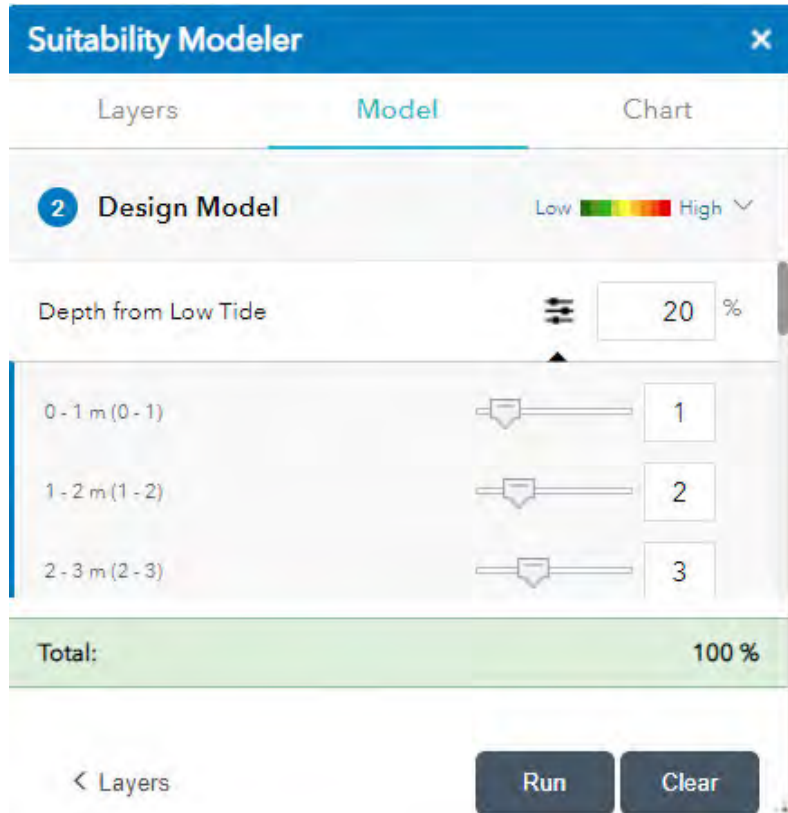 Suitability Modeler ×
Layers Model Chart
2 Design Model Low High
Depth from Low Tide 20 %
0 - 1 m (0 - 1) 1
1 - 2 m (1 - 2) 2
2 - 3 m (2 - 3) 3
Total: 100 %
< Layers Run Clear